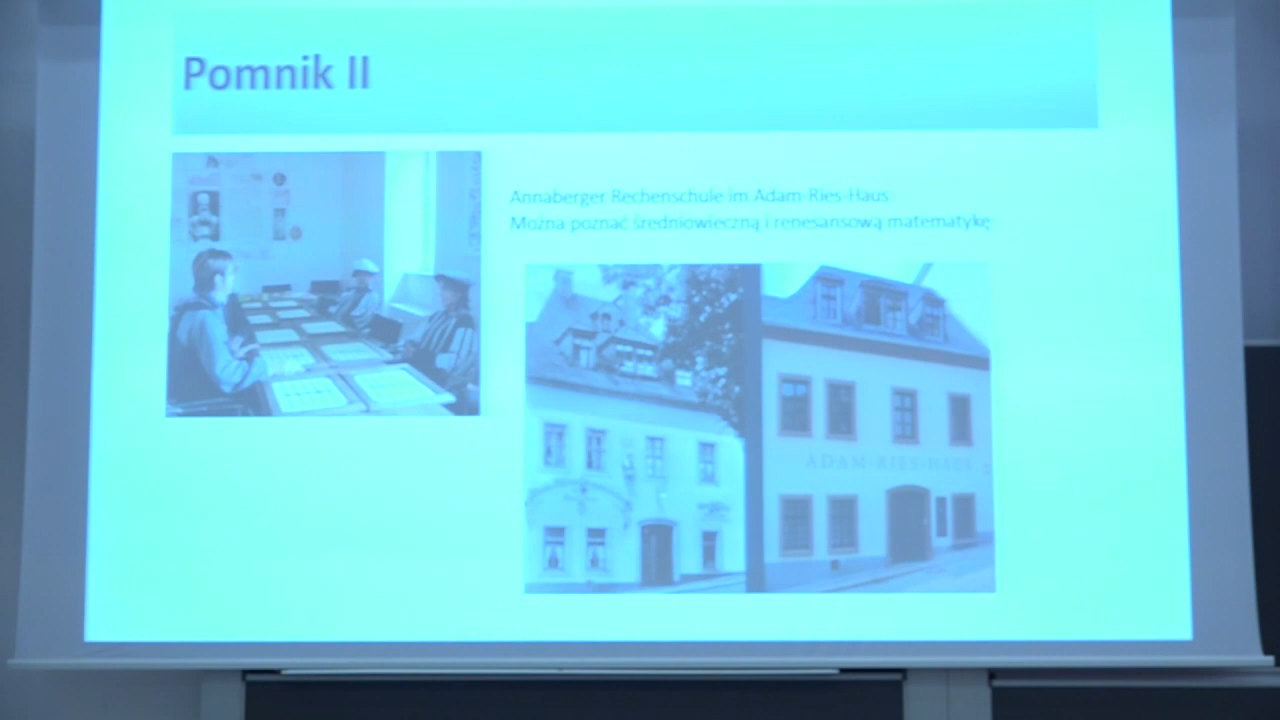 Pomnik II
Annaberger Rechenschule im Adam-Ries-Haus
Można poznać średniowieczną i renesansową matematykę
ADAM-RIES-HAUS